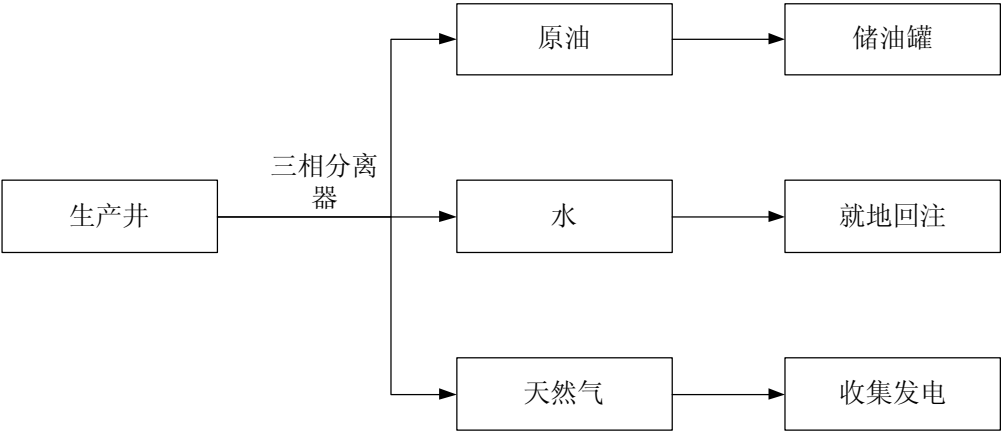 原油
储油罐
三相分离
器
生产井
水
就地回注
天然气
收集发电